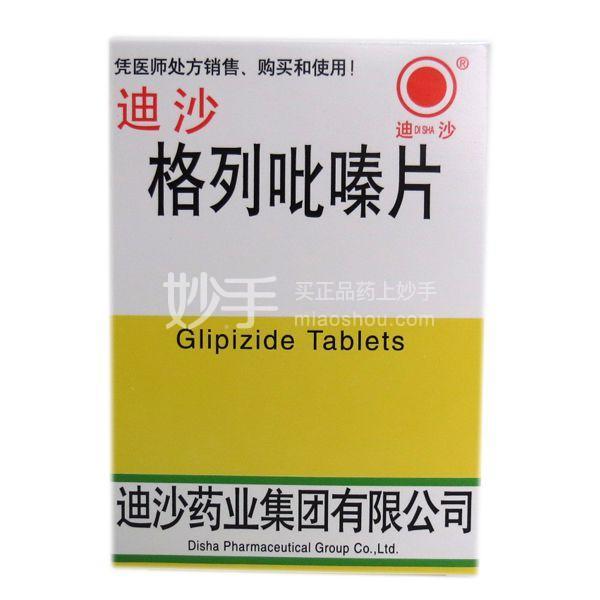 凭医师处方销售、购买和使用!
迪沙
®
迪 DI SHA 沙
格列吡嗪片
妙手
买正品药上妙手
miaoshou.com
Glipizide Tablets
迪沙药业集团有限公司
Disha Pharmaceutical Group Co.,Ltd.